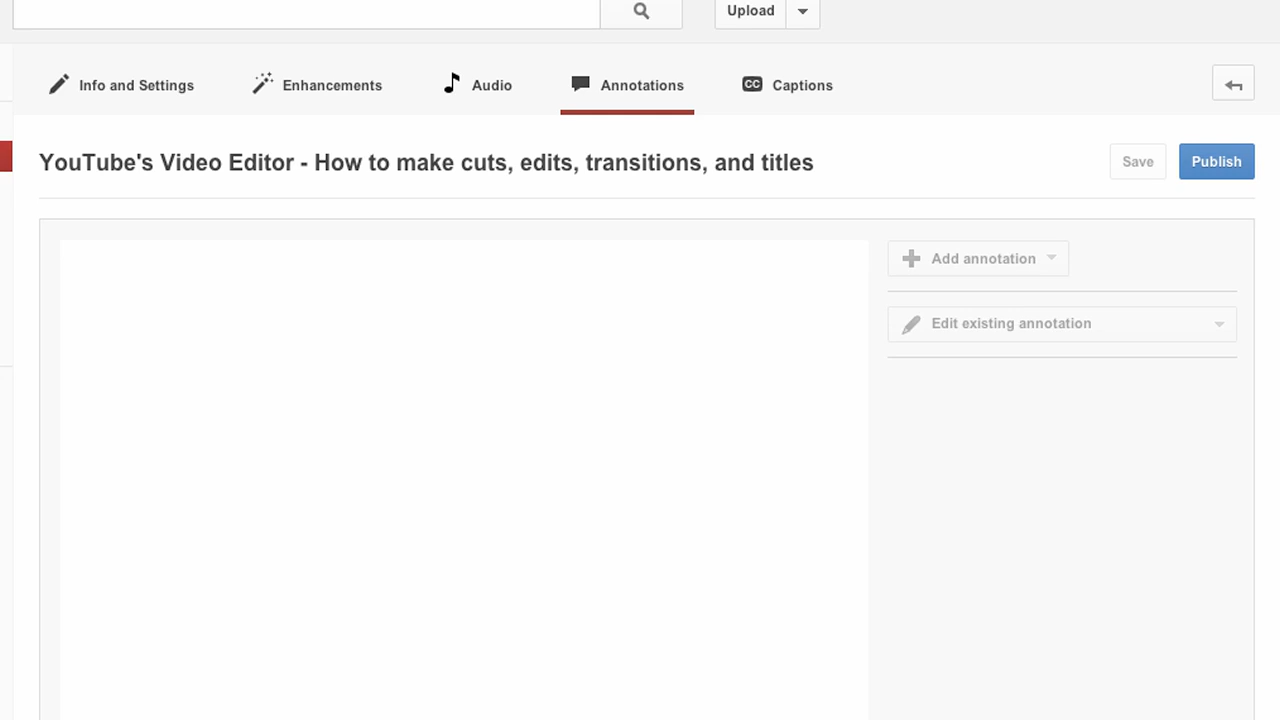 Upload
Info and Settings
Enhancements
Audio
Annotations
CC Captions
YouTube's Video Editor - How to make cuts, edits, transitions, and titles
Save
Publish
Add annotation
Edit existing annotation